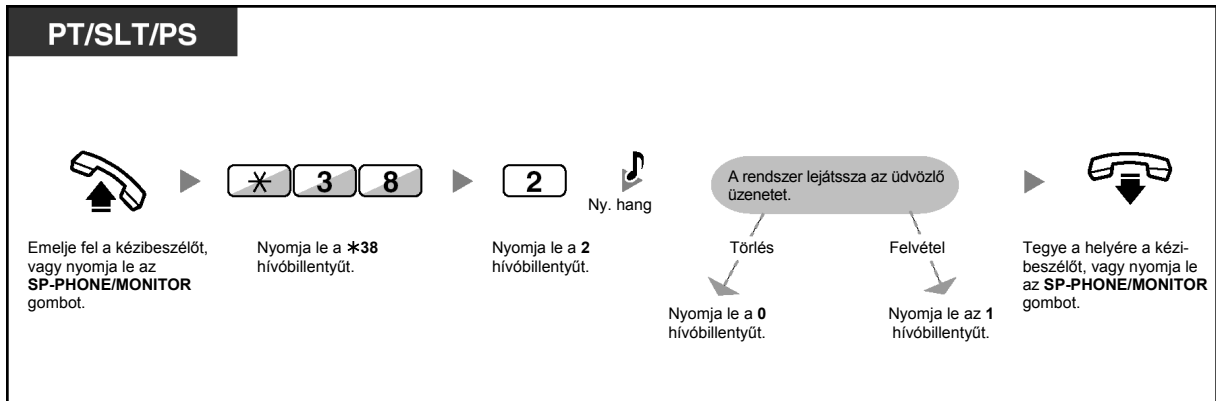 PT/SLT/PS
✳ 3 8
2
Ny. hang
A rendszer lejátssza az üdvözlő
üzenetet.
Emelje fel a kézibeszélőt,
vagy nyomja le az
SP-PHONE/MONITOR
gombot.
Nyomja le a ✳38
hívóbillentyűt.
Nyomja le a 2
hívóbillentyűt.
Törlés
Nyomja le a 0
hívóbillentyűt.
Felvétel
Nyomja le az 1
hívóbillentyűt.
Tegye a helyére a kézi-
beszélőt, vagy nyomja le
az SP-PHONE/MONITOR
gombot.